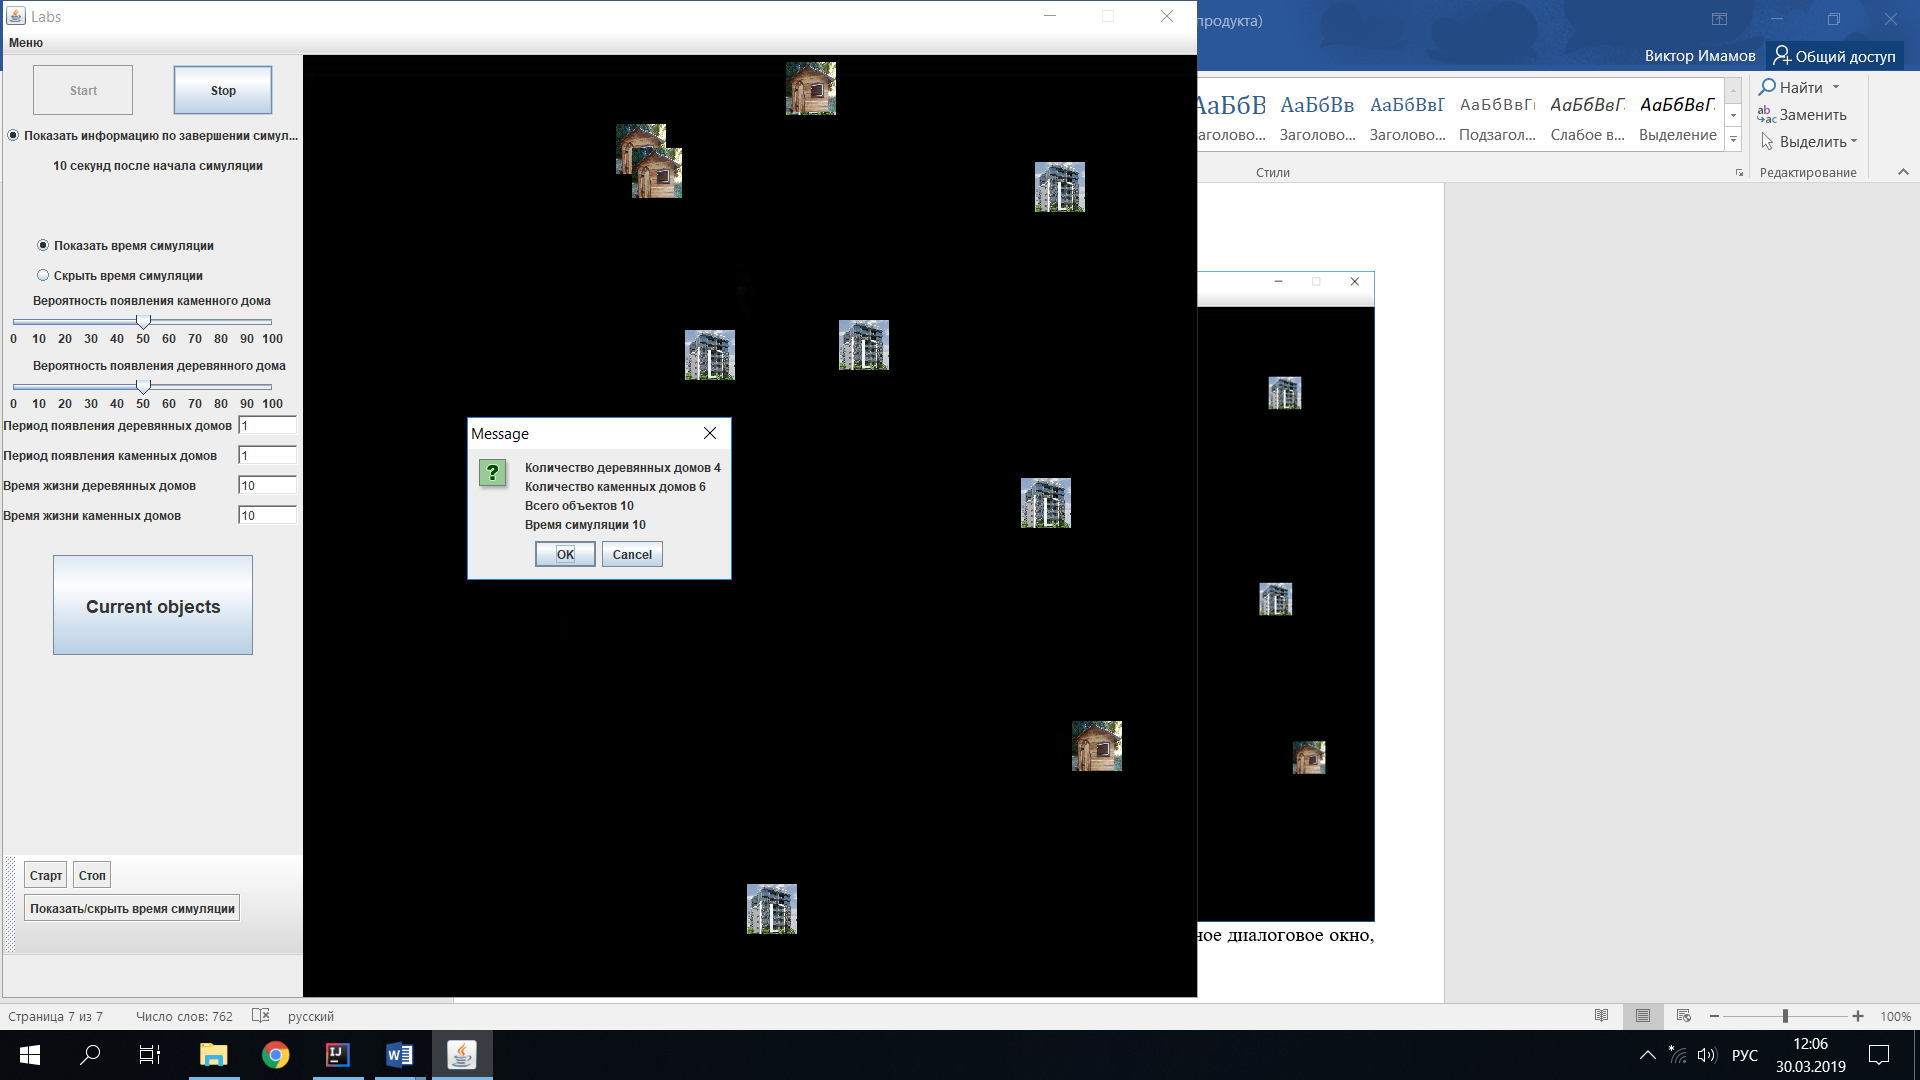 Labs
Меню
Start
Stop
Показать информацию по завершении симул...
10 секунд после начала симуляции
Показать время симуляции
Скрыть время симуляции
Вероятность появления каменного дома
0 10 20 30 40 50 60 70 80 90 100
Вероятность появления деревянного дома
0 10 20 30 40 50 60 70 80 90 100
Период появления деревянных домов 1
Период появления каменных домов 1
Время жизни деревянных домов 10
Время жизни каменных домов 10
Current objects
Старт Стоп
Показать/скрыть время симуляции
Message
Количество деревянных домов 4
Количество каменных домов 6
Всего объектов 10
Время симуляции 10
OK Cancel
продукта)
Виктор Имамов
Общий доступ
АаБбВ АаБбВв АаБбВвГ АаБбВвГг АаБбВвГг АаБбВвГг
аголово... Заголово... Заголово... Подзагол... Слабое в... Выделение
Стили
Найти
Заменить
Выделить
Редактирование
ное диалоговое окно,
Страница 7 из 7
Число слов: 762
русский
100%
РУС
12:06
30.03.2019